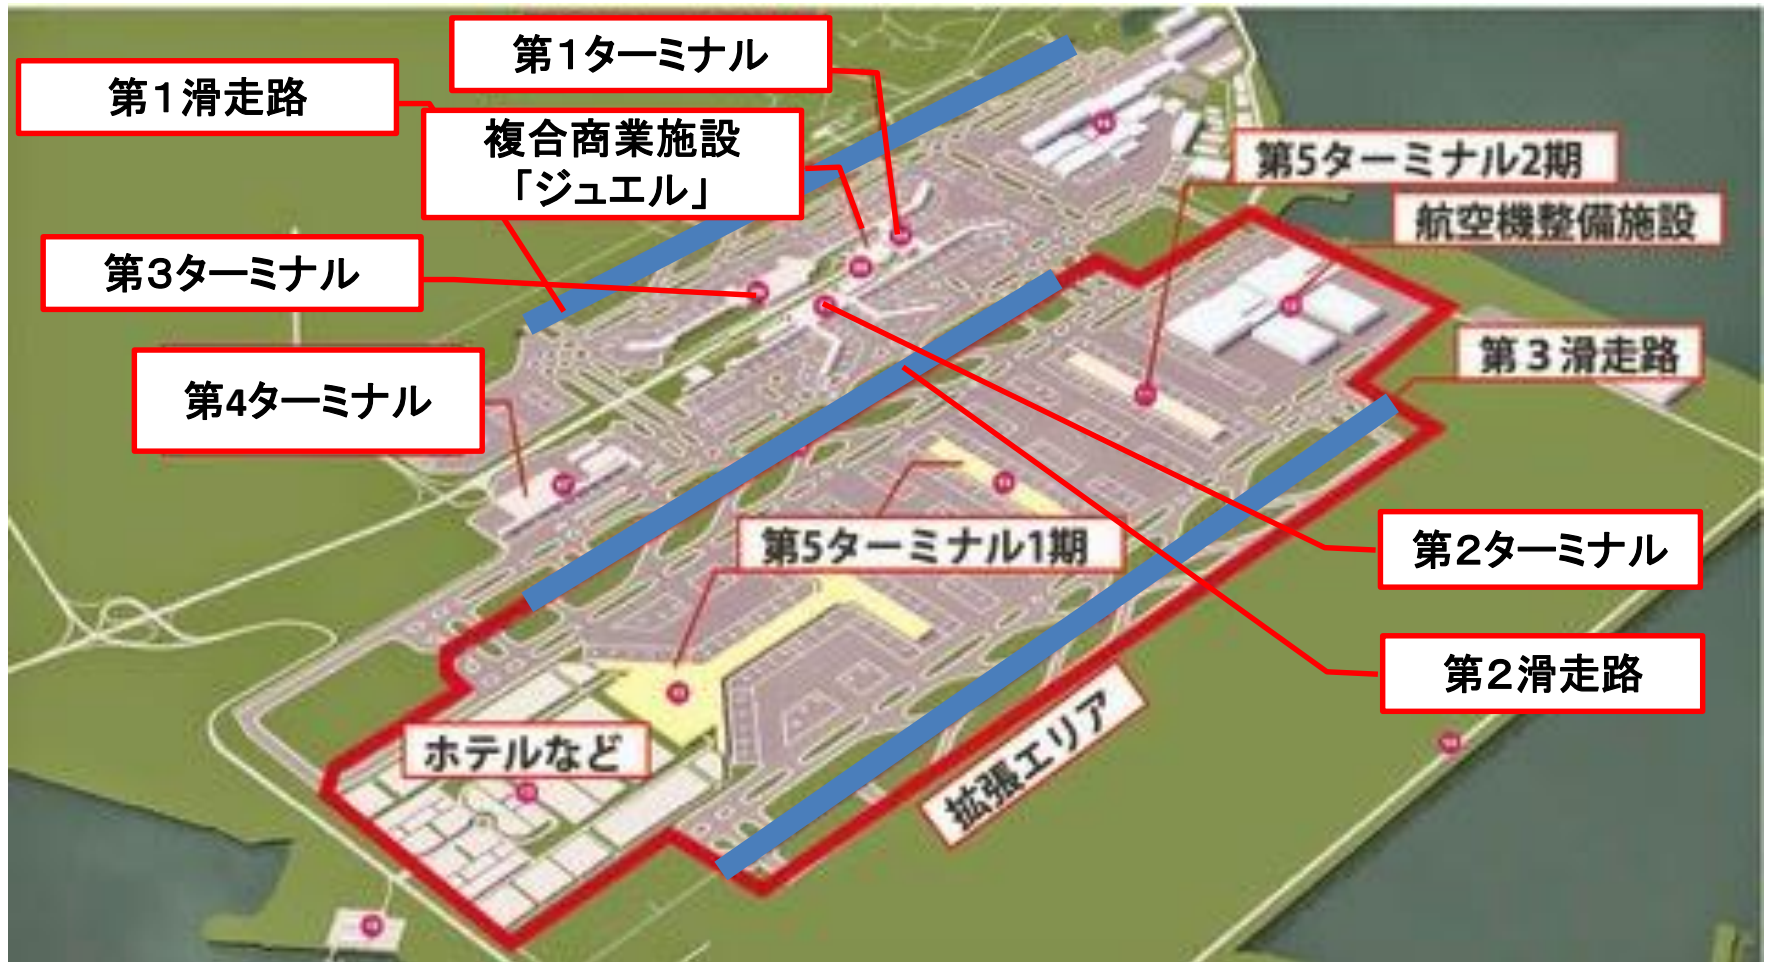 第1ターミナル
第１滑走路
複合商業施設
「ジュエル」
第5ターミナル2期
航空機整備施設
第3ターミナル
第３滑走路
第4ターミナル
第5ターミナル1期
第2ターミナル
第２滑走路
ホテルなど
拡張エリア